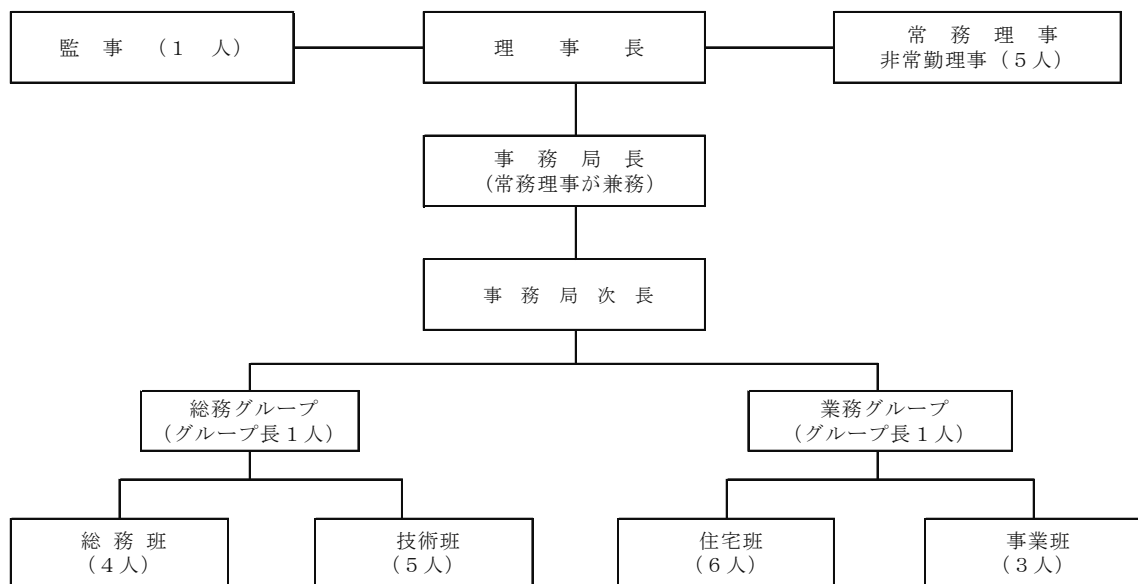 監 事 （１ 人）
理 事 長
常 務 理 事
非常勤理事（５人）
事 務 局 長
（常務理事が兼務）
事 務 局 次 長
総務グループ
（グループ長１人）
業務グループ
（グループ長１人）
総 務 班
（４人）
技術班
（５人）
住宅班
（６人）
事業班
（３人）